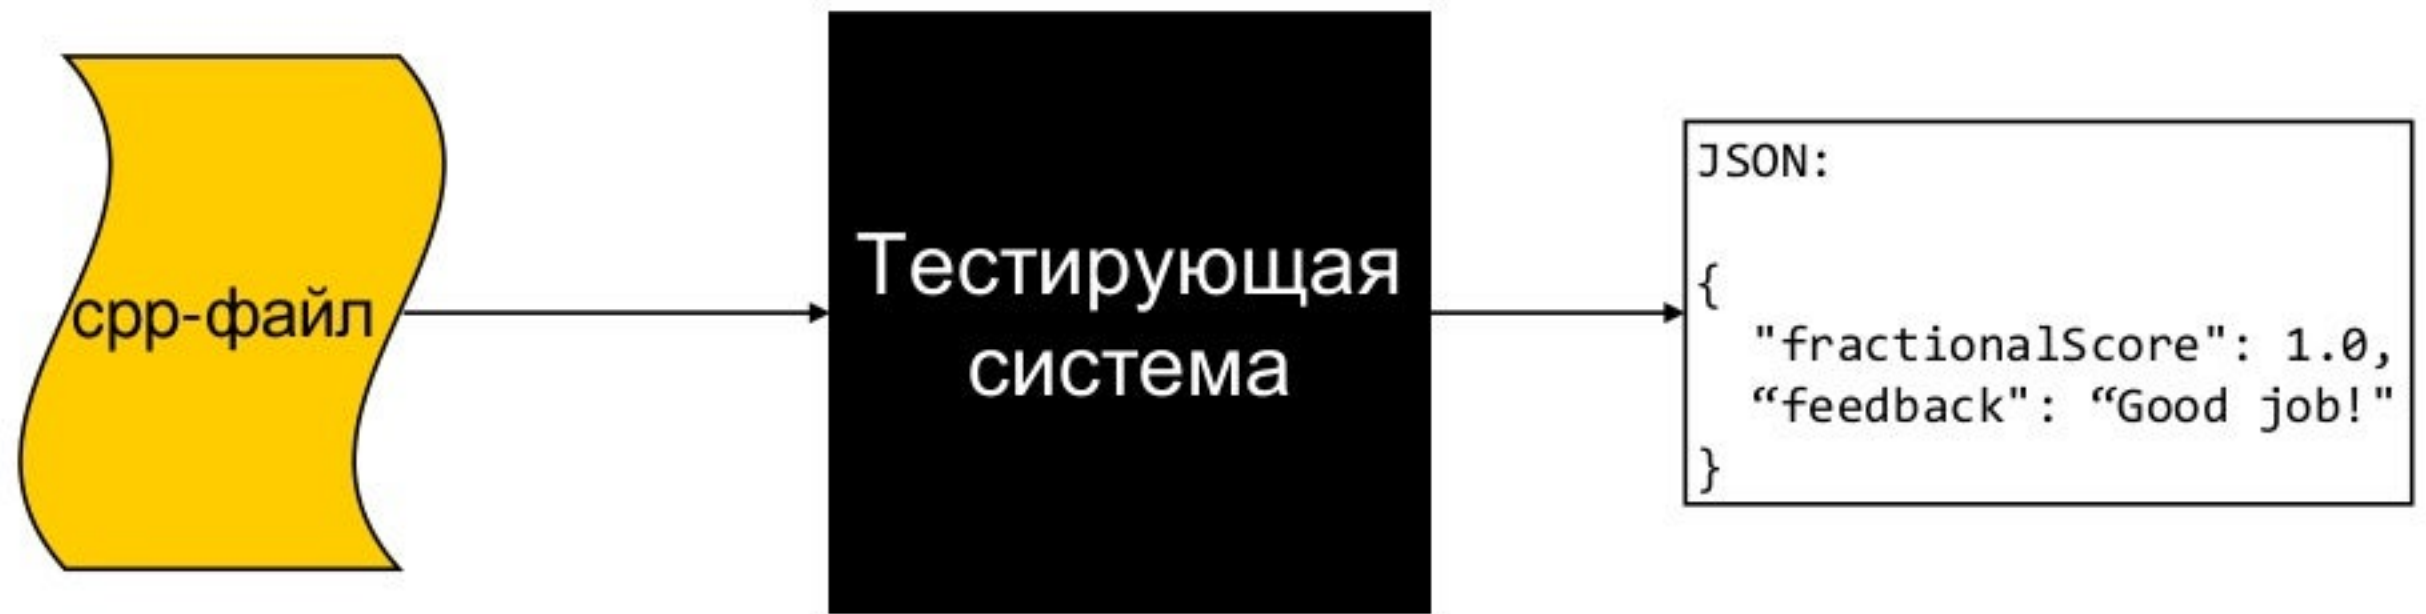 cpp-файл
Тестирующая
система
JSON:
{
"fractionalScore": 1.0,
“feedback": “Good job!"
}